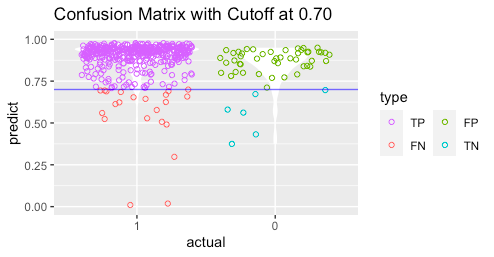 Confusion Matrix with Cutoff at 0.70
1.00
0.75
0.50
0.25
0.00
predict
1 0
actual
type
TP FP
FN TN